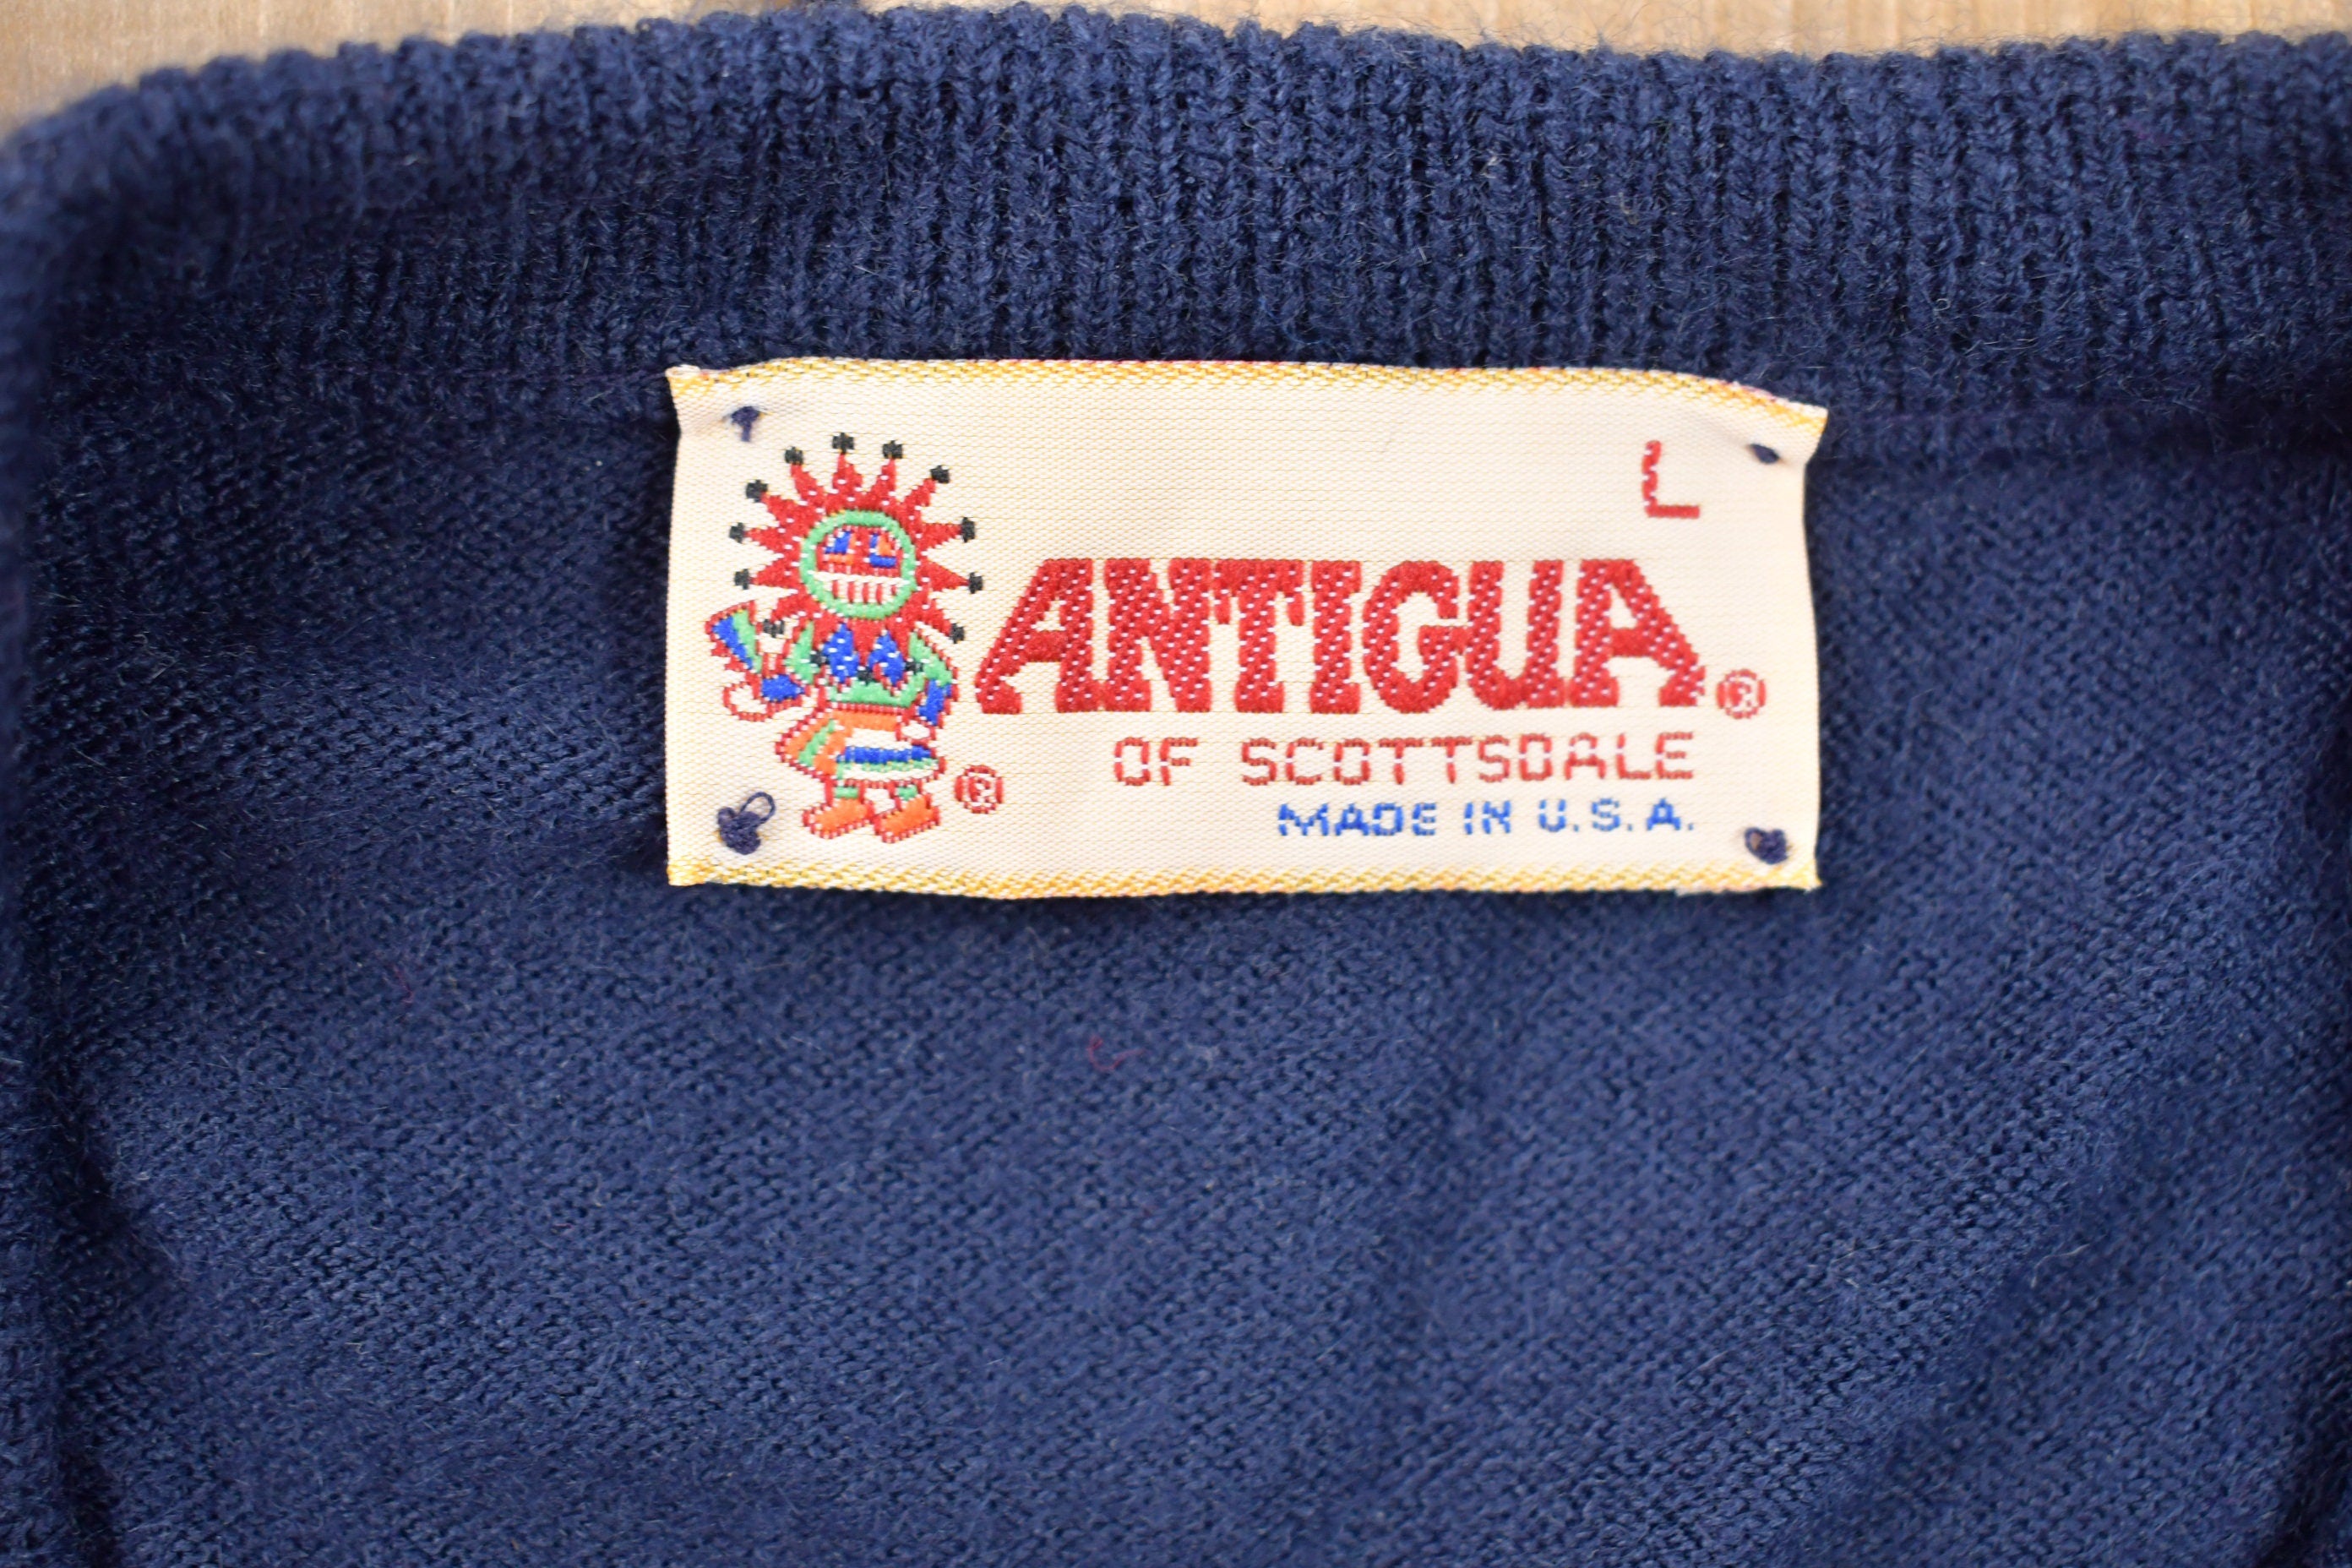 L
ANTIGUA®
OF SCOTTSDALE
®
MADE IN U.S.A.